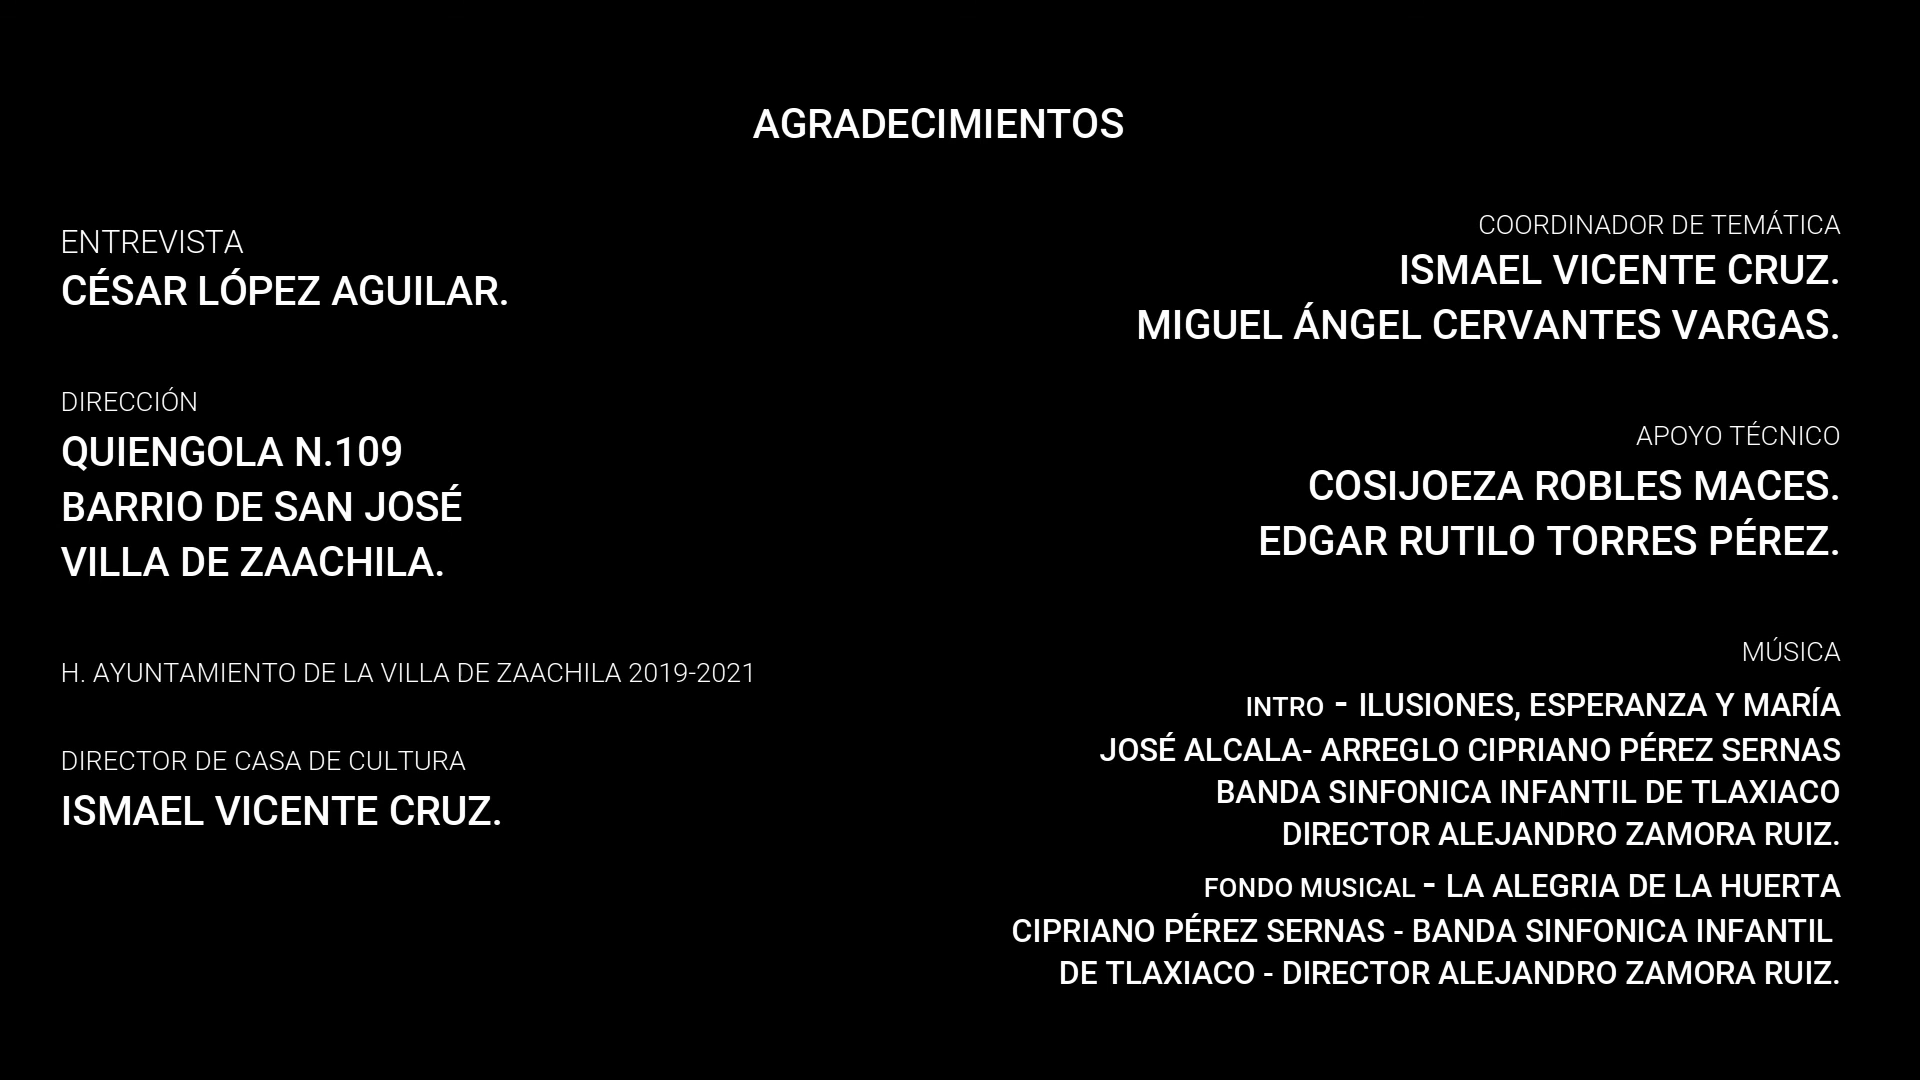 AGRADECIMIENTOS
ENTREVISTA
CÉSAR LÓPEZ AGUILAR.
DIRECCIÓN
QUIENGOLA N.109
BARRIO DE SAN JOSÉ
VILLA DE ZAACHILA.
H. AYUNTAMIENTO DE LA VILLA DE ZAACHILA 2019-2021
DIRECTOR DE CASA DE CULTURA
ISMAEL VICENTE CRUZ.
COORDINADOR DE TEMÁTICA
ISMAEL VICENTE CRUZ.
MIGUEL ÁNGEL CERVANTES VARGAS.
APOYO TÉCNICO
COSIJOEZA ROBLES MACES.
EDGAR RUTILO TORRES PÉREZ.
MÚSICA
INTRO - ILUSIONES, ESPERANZA Y MARÍA
JOSÉ ALCALA- ARREGLO CIPRIANO PÉREZ SERNAS
BANDA SINFONICA INFANTIL DE TLAXIACO
DIRECTOR ALEJANDRO ZAMORA RUIZ.
FONDO MUSICAL - LA ALEGRIA DE LA HUERTA
CIPRIANO PÉREZ SERNAS - BANDA SINFONICA INFANTIL
DE TLAXIACO - DIRECTOR ALEJANDRO ZAMORA RUIZ.